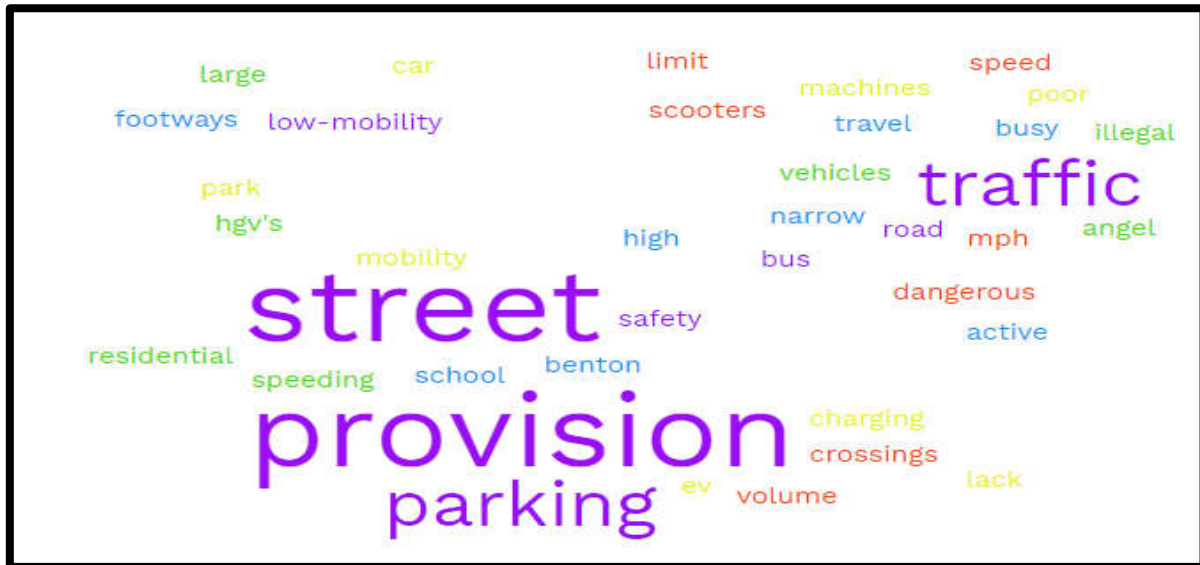 large car limit speed
machines poor
footways low-mobility scooters travel busy illegal
park vehicles traffic
hgv's high narrow road mph angel
mobility bus
street safety dangerous
active
residential speeding school benton
provision charging
crossings
parking ev volume lack